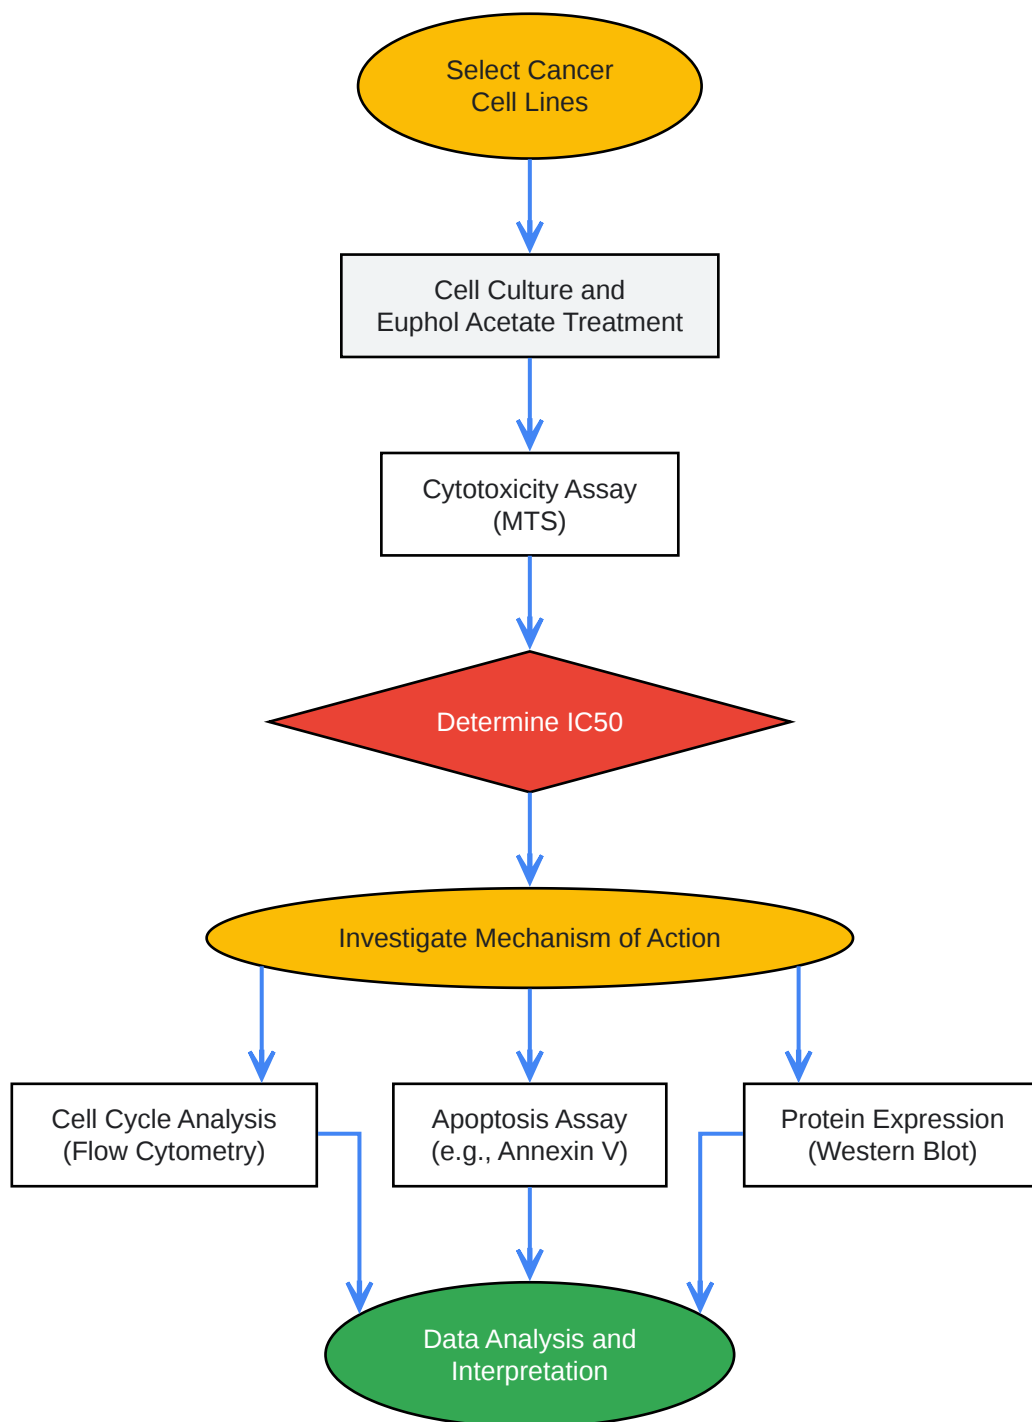 Select Cancer
Cell Lines
Cell Culture and
Euphol Acetate Treatment
Cytotoxicity Assay
(MTS)
Determine IC50
Investigate Mechanism of Action
Cell Cycle Analysis
(Flow Cytometry)
Apoptosis Assay
(e.g., Annexin V)
Protein Expression
(Western Blot)
Data Analysis and
Interpretation